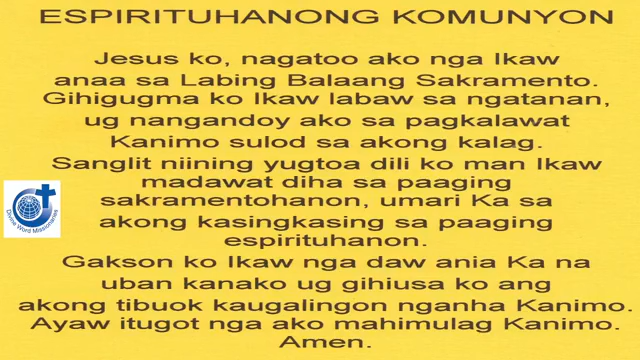 ESPIRITUHANONG KOMUNYON
Jesus ko, nagatoo ako nga Ikaw
anaa sa Labing Balaang Sakramento.
Gihigugma ko Ikaw labaw sa ngatanan,
ug nangandoy ako sa pagkalawat
Kanimo sulod sa akong kalag.
Sanglit niining yugtoa dili ko man Ikaw
madawat diha sa paaging
sakramentohanon, umari Ka sa
akong kasingkasing sa paaging
espirituhanon.
Gakson ko Ikaw nga daw ania Ka na
uban kanako ug gihiusa ko ang
akong tibuok kaugalingon nganha Kanimo.
Ayaw itugot nga ako mahimulag Kanimo.
Amen.
Divine Word Missionaries